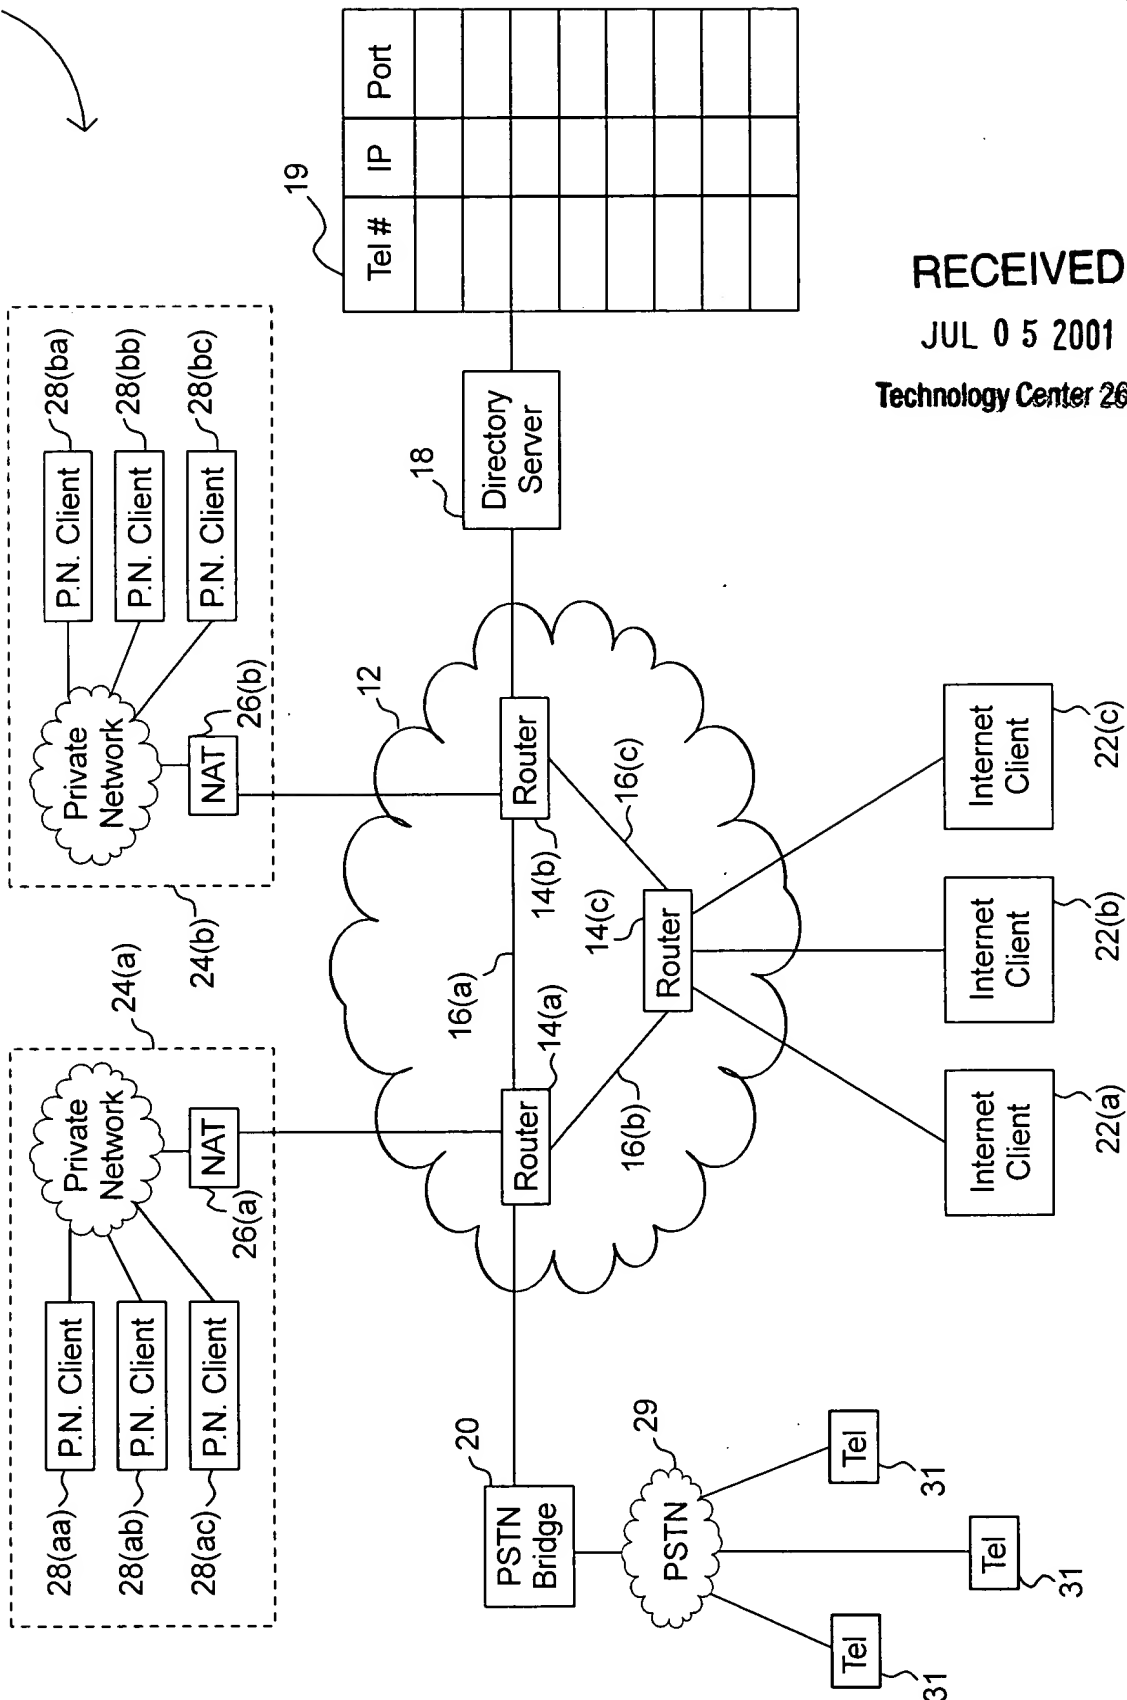 28(aa)
P.N. Client
28(ab)
P.N. Client
28(ac)
P.N. Client
Private
Network
NAT
26(a)
24(a)
Private
Network
NAT
26(b)
24(b)
P.N. Client
28(ba)
P.N. Client
28(bb)
P.N. Client
28(bc)
12
20
PSTN
Bridge
Router
14(a)
16(a)
Router
14(b)
18
Directory
Server
19
Tel #
IP
Port
16(b)
14(c)
Router
16(c)
29
PSTN
Tel
31
Tel
31
Tel
31
Internet
Client
22(a)
Internet
Client
22(b)
Internet
Client
22(c)
RECEIVED
JUL 0 5 2001
Technology Center 26